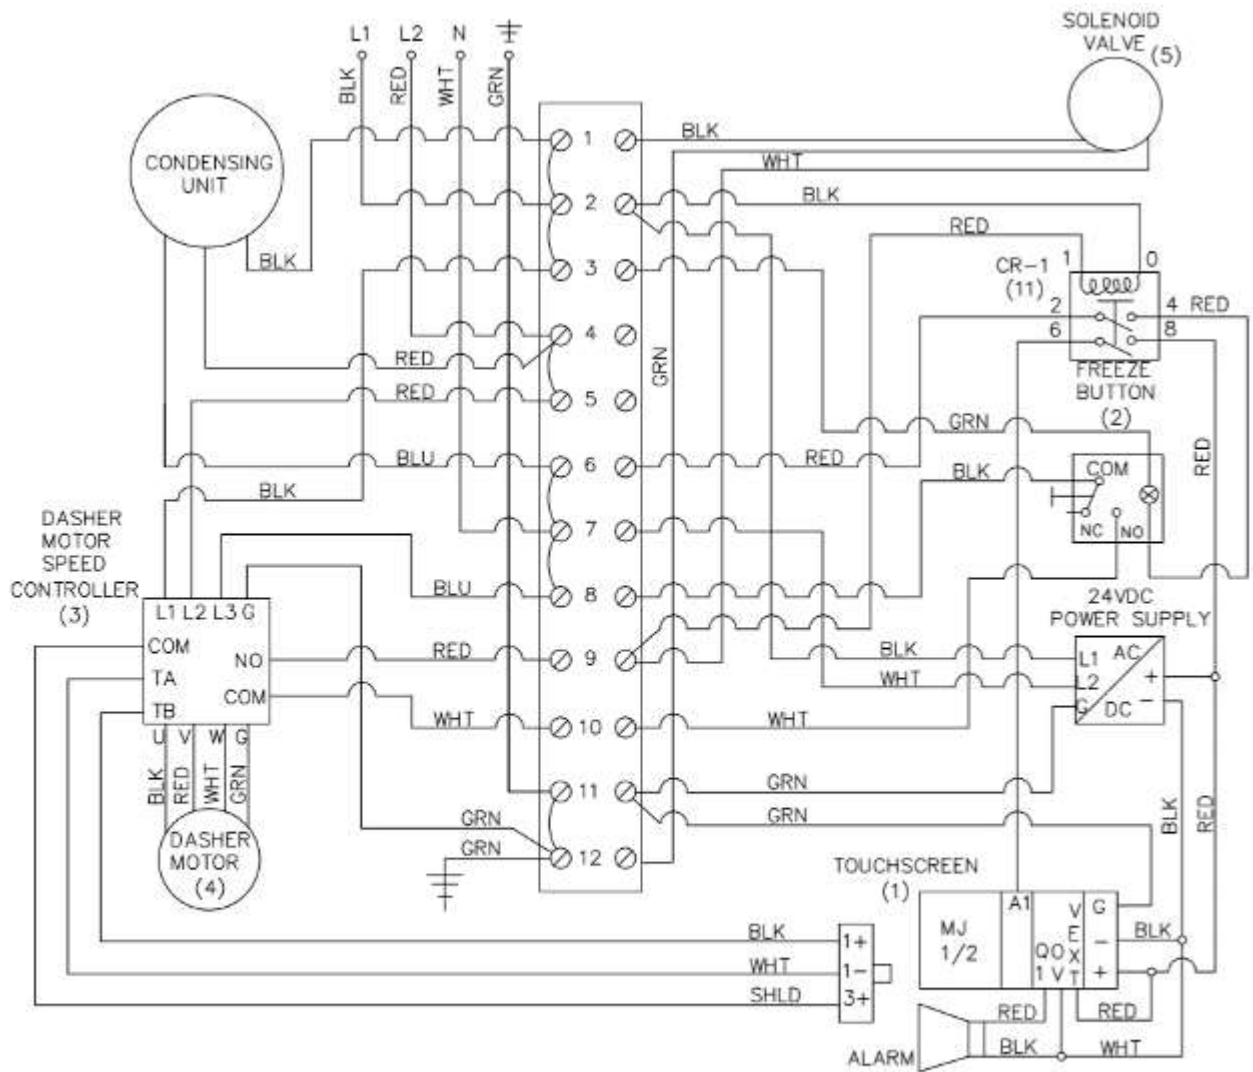 L1 L2 N
BLK RED WHT GRN
SOLENOID
VALVE (5)
CONDENSING
UNIT
1
BLK
WHT
2
BLK
RED
1 0
BLK
3
CR-1
(11)
2 4 RED
6 8
4
RED
GRN
FREEZE
BUTTON
(2)
RED
5
GRN
BLU
6
RED
BLK
COM
RED
BLK
NC NO
7
DASHER
MOTOR
SPEED
CONTROLLER
(3)
BLU
8
24VDC
POWER SUPPLY
L1 L2 L3 G
COM
NO
TA
COM
TB
RED
9
BLK
L1 AC
WHT
L2 +
G DC -
WHT
10
WHT
U V W G
BLK RED WHT GRN
11
GRN
GRN
GRN
GRN
12
BLK RED
DASHER
MOTOR
(4)
TOUCHSCREEN
(1)
MJ
1/2
A1
Q0
1V
VEXT
G
-
+
BLK
BLK
1+
WHT
1-
SHLD
3+
RED RED
ALARM
BLK WHT